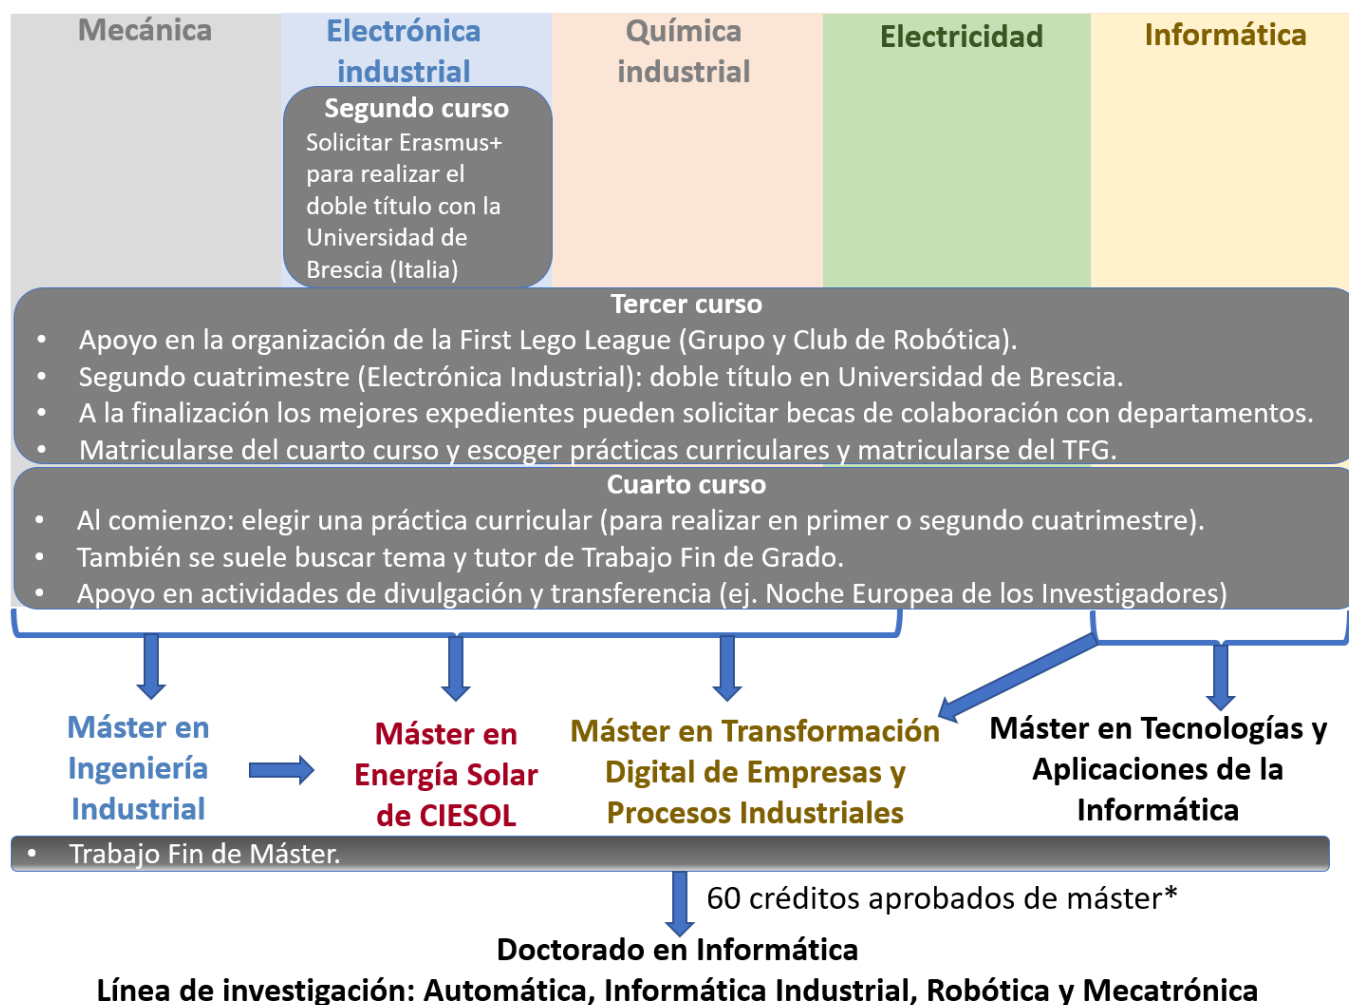 Mecánica
Electrónica
industrial
Química
industrial
Electricidad
Informática
Segundo curso
Solicitar Erasmus+
para realizar el
doble título con la
Universidad de
Brescia (Italia)
Tercer curso
• Apoyo en la organización de la First Lego League (Grupo y Club de Robótica).
• Segundo cuatrimestre (Electrónica Industrial): doble título en Universidad de Brescia.
• A la finalización los mejores expedientes pueden solicitar becas de colaboración con departamentos.
• Matricularse del cuarto curso y escoger prácticas curriculares y matricularse del TFG.
Cuarto curso
• Al comienzo: elegir una práctica curricular (para realizar en primer o segundo cuatrimestre).
• También se suele buscar tema y tutor de Trabajo Fin de Grado.
• Apoyo en actividades de divulgación y transferencia (ej. Noche Europea de los Investigadores)
Máster en
Ingeniería
Industrial
Máster en
Energía Solar
de CIESOL
Máster en Transformación
Digital de Empresas y
Procesos Industriales
Máster en Tecnologías y
Aplicaciones de la
Informática
• Trabajo Fin de Máster.
60 créditos aprobados de máster*
Doctorado en Informática
Línea de investigación: Automática, Informática Industrial, Robótica y Mecatrónica